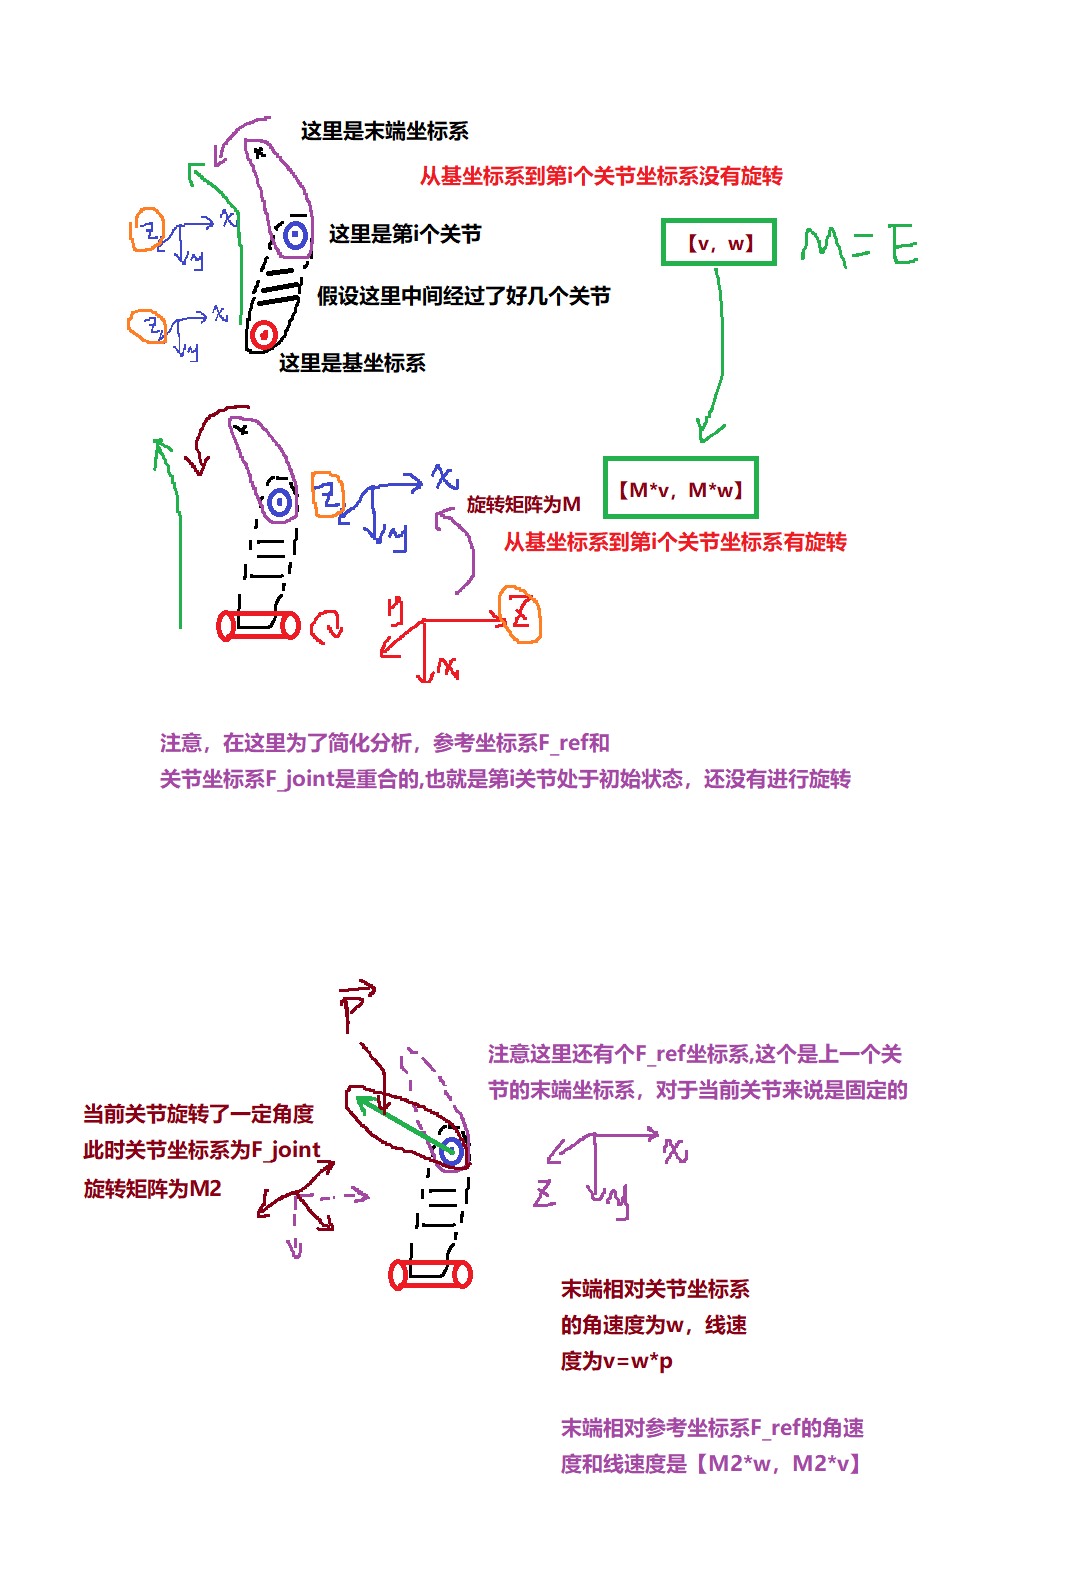 这里是末端坐标系
从基坐标系到第i个关节坐标系没有旋转
Z x
y
这里是第i个关节
【v，w】
M=E
假设这里中间经过了好几个关节
Z x
y
这里是基坐标系
Z x
y
旋转矩阵为M
【M*v，M*w】
从基坐标系到第i个关节坐标系有旋转
y Z
x
注意，在这里为了简化分析，参考坐标系F_ref和
关节坐标系F_joint是重合的,也就是第i关节处于初始状态，还没有进行旋转
P
注意这里还有个F_ref坐标系,这个是上一个关
节的末端坐标系，对于当前关节来说是固定的
当前关节旋转了一定角度
此时关节坐标系为F_joint
旋转矩阵为M2
x
Z y
末端相对关节坐标系
的角速度为w，线速
度为v=w*p
末端相对参考坐标系F_ref的角速
度和线速度是【M2*w，M2*v】